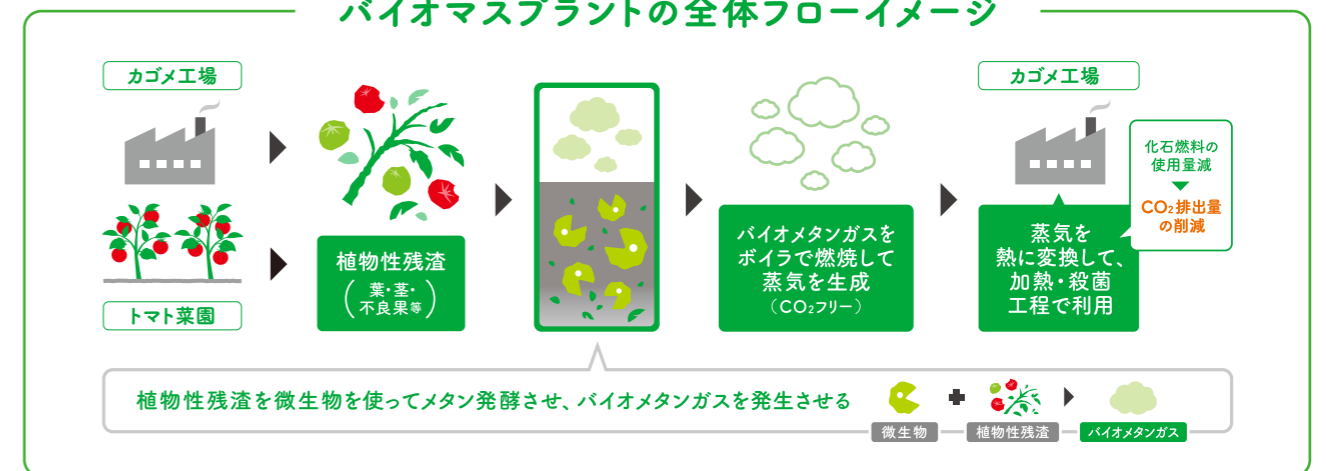 バイオマスプラントの全体フローイメージ
カゴメ工場
トマト菜園
植物性残渣
(葉・茎・
不良果等)
バイオメタンガスを
ボイラで燃焼して
蒸気を生成
(CO₂フリー)
カゴメ工場
蒸気を
熱に変換して、
加熱・殺菌
工程で利用
化石燃料の
使用量減
CO₂排出量
の削減
植物性残渣を微生物を使ってメタン発酵させ、バイオメタンガスを発生させる
微生物
植物性残渣
バイオメタンガス